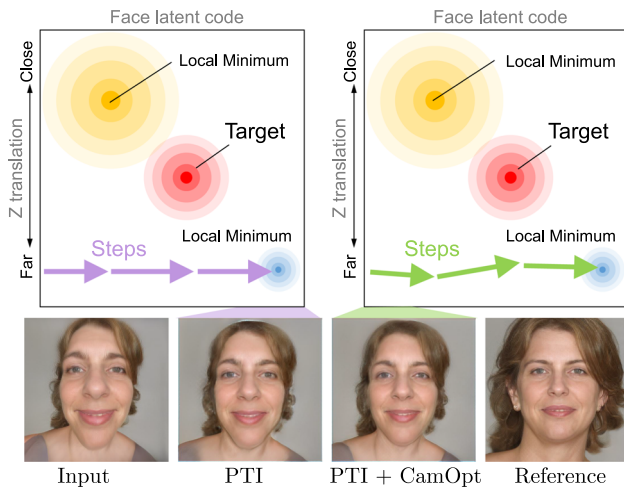 Face latent code
Face latent code
Close
Z translation
Far
Local Minimum
Target
Local Minimum
Steps
Close
Z translation
Far
Local Minimum
Target
Local Minimum
Steps
Input
PTI
PTI + CamOpt
Reference